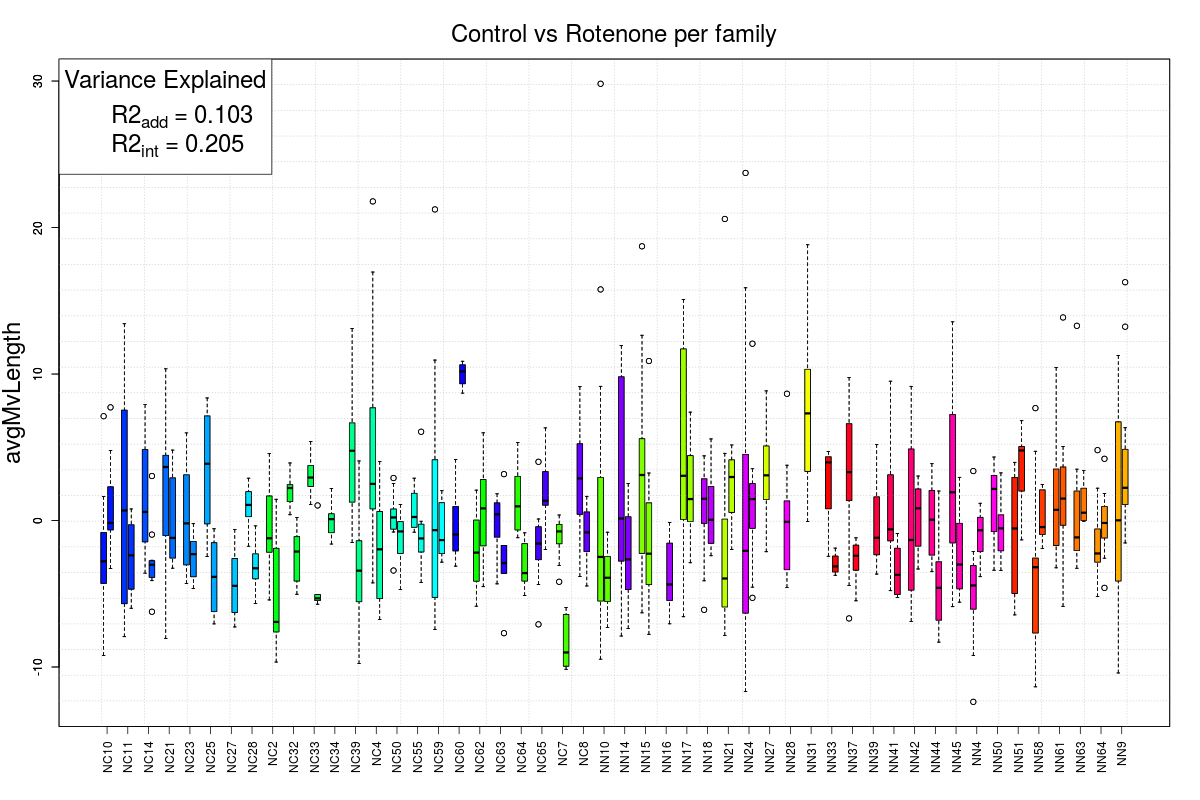 Control vs Rotenone per family
Variance Explained
R2add = 0.103
R2int = 0.205
avgMvLength
30
20
10
0
-10
NC10 NC11 NC14 NC21 NC23 NC25 NC27 NC28 NC32 NC33 NC34 NC39 NC4 NC50 NC55 NC59 NC60 NC62 NC63 NC64 NC65 NC7 NC8 NN10 NN14 NN15 NN16 NN17 NN18 NN21 NN24 NN27 NN28 NN31 NN33 NN37 NN39 NN41 NN42 NN44 NN45 NN4 NN50 NN51 NN58 NN61 NN63 NN64 NN9